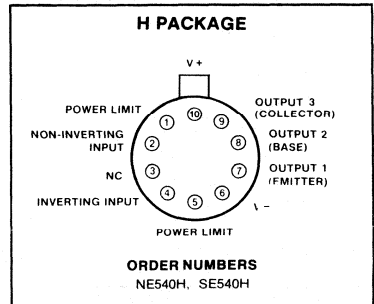 H PACKAGE
V+
POWER LIMIT
NON-INVERTING
INPUT
NC
INVERTING INPUT
POWER LIMIT
OUTPUT 3
(COLLECTOR)
OUTPUT 2
(BASE)
OUTPUT 1
(EMITTER)
V -
1
2
3
4
5
6
7
8
9
10
ORDER NUMBERS
NE540H, SE540H